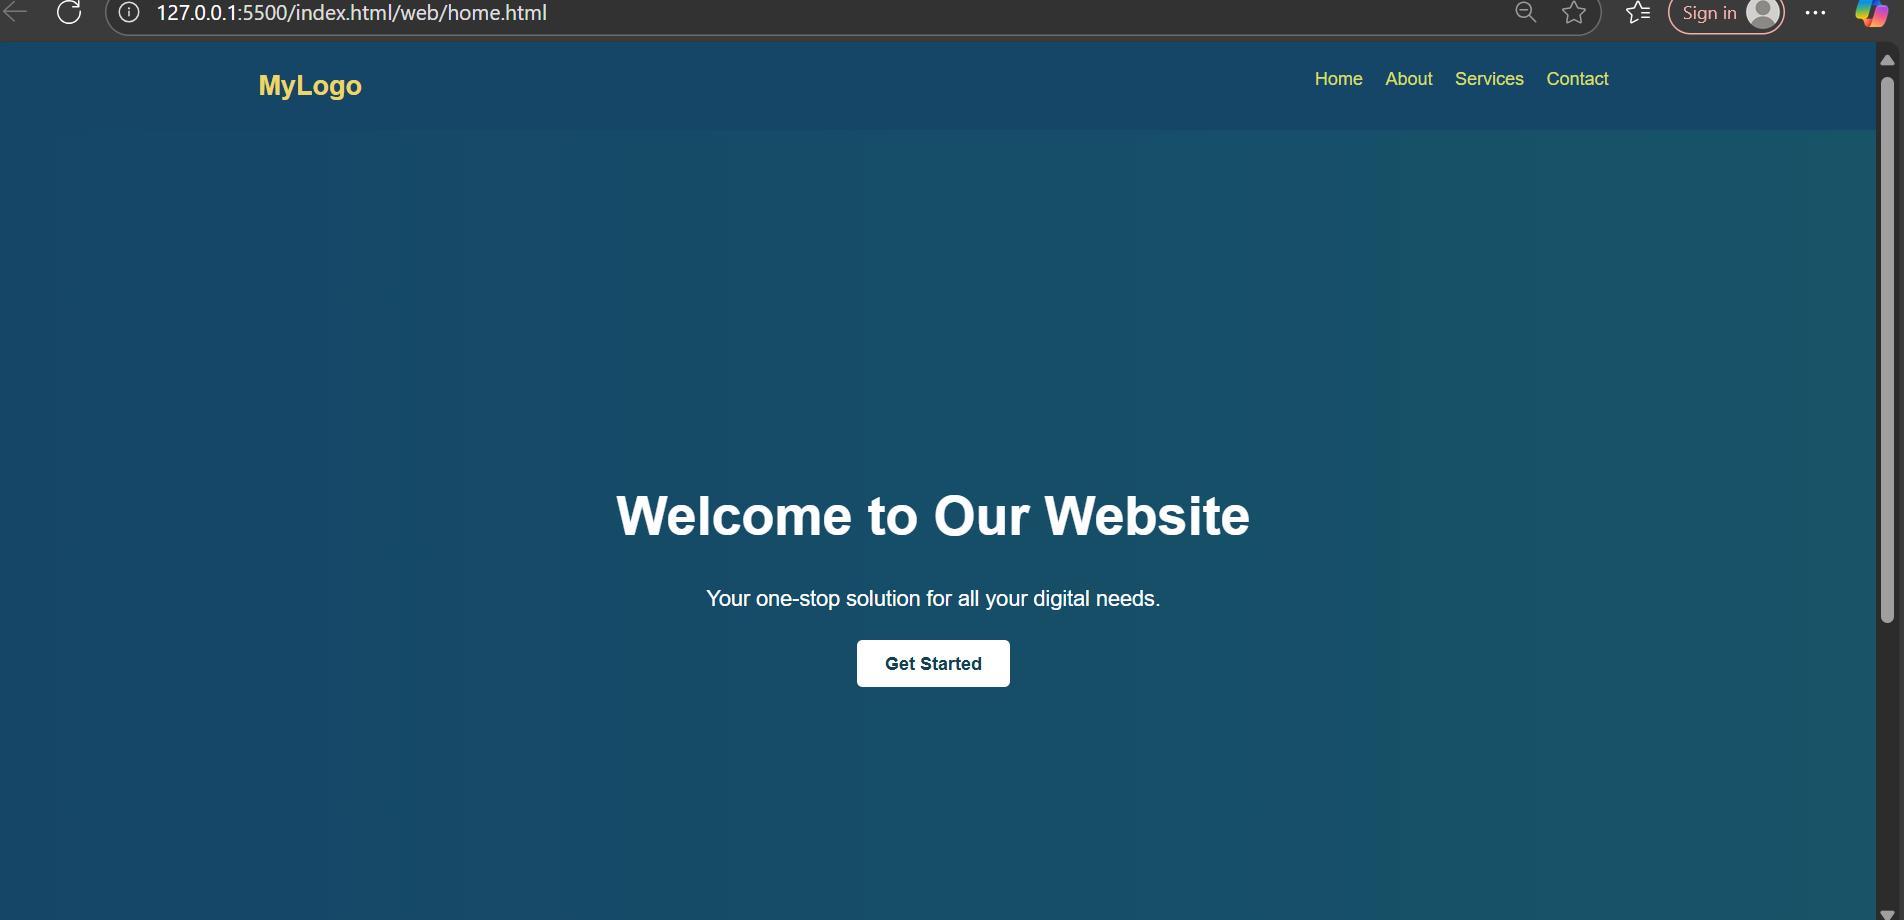 127.0.0.1:5500/index.html/web/home.html
Sign in
MyLogo
Home About Services Contact
Welcome to Our Website
Your one-stop solution for all your digital needs.
Get Started